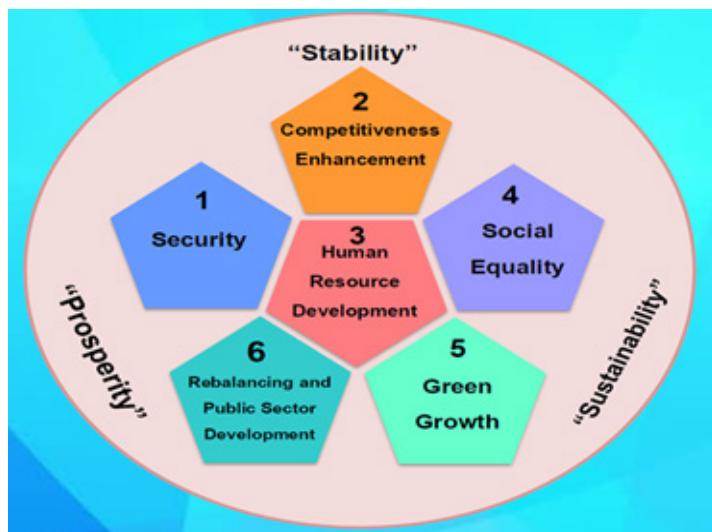 “Stability”
2
Competitiveness
Enhancement
1
Security
4
Social
Equality
3
Human
Resource
Development
“Prosperity”
“Sustainability”
6
Rebalancing and
Public Sector
Development
5
Green
Growth